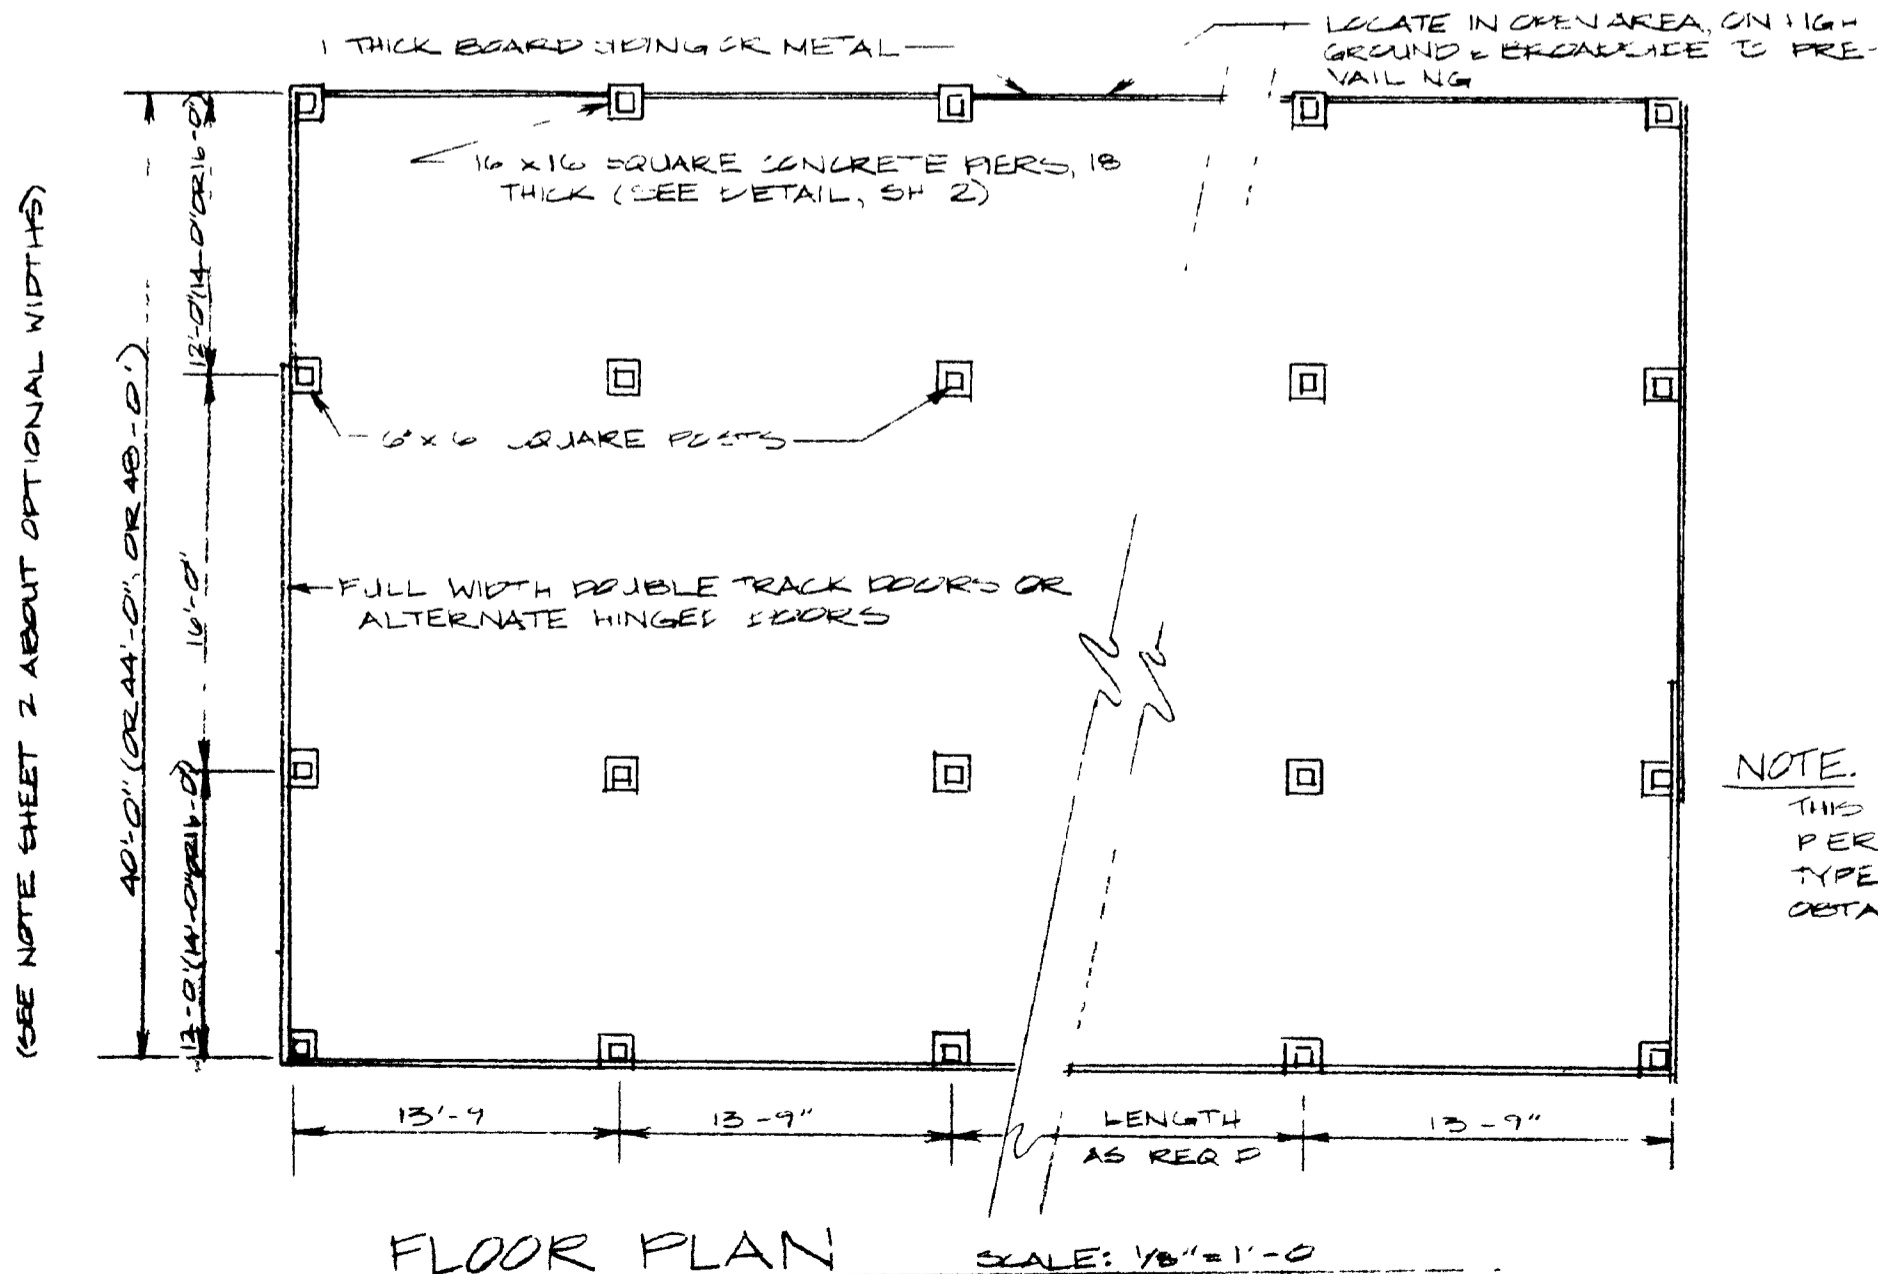 1 THICK BOARD SIDING OR METAL
LOCATE IN OPEN AREA, ON HIGH
GROUND & BROADSIDE TO PRE-
VAILING
16 x 16 SQUARE CONCRETE PIERS, 18
THICK (SEE DETAIL, SH 2)
(SEE NOTE SHEET 2 ABOUT OPTIONAL WIDTHS)
40'-0" (OR 44'-0", OR 48'-0')
12'-0" (14'-0" OR 16'-0")
16'-0"
12'-0" (14'-0" OR 16'-0")
6" x 6 SQUARE POSTS
FULL WIDTH DOUBLE TRACK DOORS OR
ALTERNATE HINGED DOORS
NOTE.
THIS
PER
TYPE
OBTA
13'-9
13-9"
LENGTH
AS REQ D
13-9"
FLOOR PLAN
SCALE: 1/8" = 1'-0